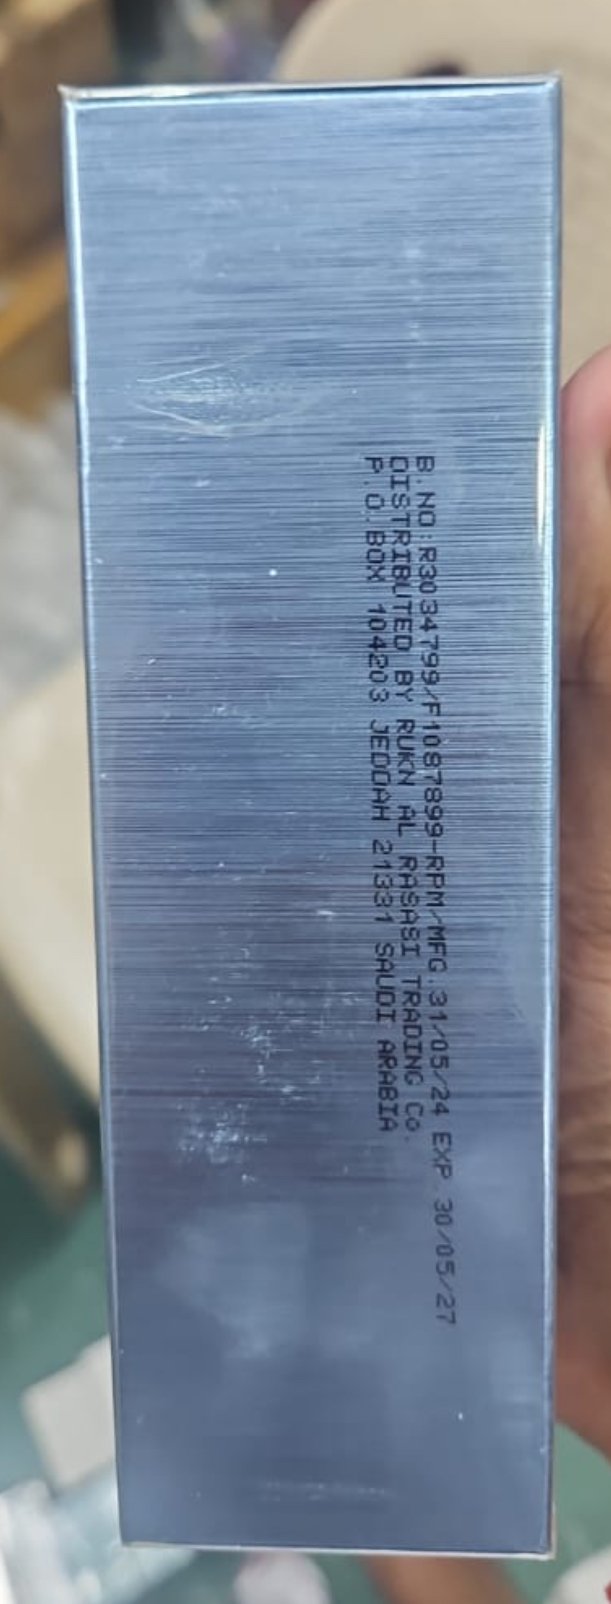 B.NO:R3034799/F1087899-RPM/MFG.31/05/24 EXP 30/05/27
DISTRIBUTED BY RUKN AL RASASI TRADING Co.
P.O.BOX 104203 JEDDAH 21331 SAUDI ARABIA